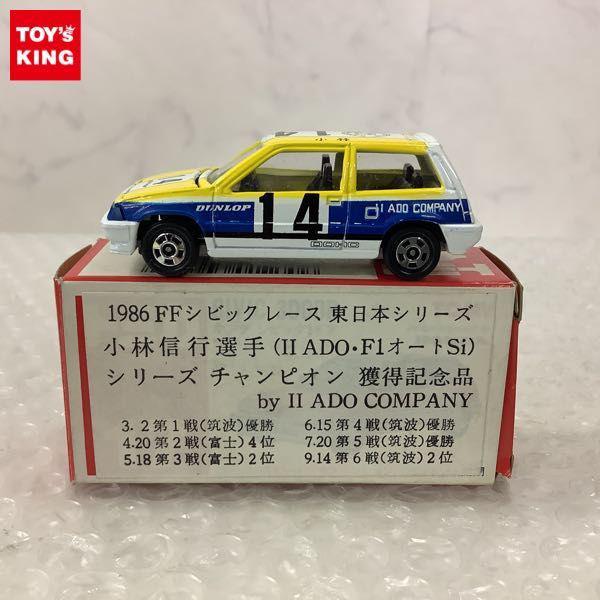 TOY's
KING
小林
14
DUNLOP
14
DOHC
II ADO COMPANY
1986 FFシビックレース 東日本シリーズ
小林信行選手 (II ADO・F1オートSi)
シリーズ チャンピオン 獲得記念品
by II ADO COMPANY
3. 2 第1戦(筑波)優勝
4.20 第2戦(富士) 4位
5.18 第3戦(富士) 2位
6.15 第4戦(筑波)優勝
7.20 第5戦(筑波)優勝
9.14 第6戦(筑波) 2位